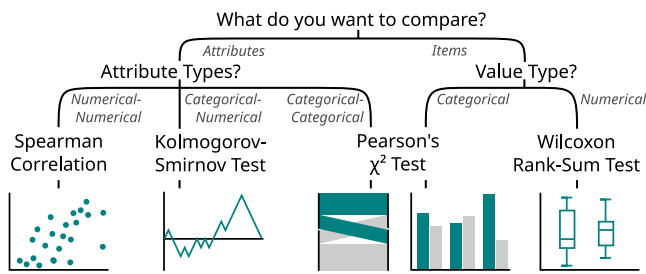 What do you want to compare?
Attributes
Items
Attribute Types?
Value Type?
Numerical-
Numerical
Categorical-
Numerical
Categorical-
Categorical
Categorical
Numerical
Spearman
Correlation
Kolmogorov-
Smirnov Test
Pearson's
χ² Test
Wilcoxon
Rank-Sum Test